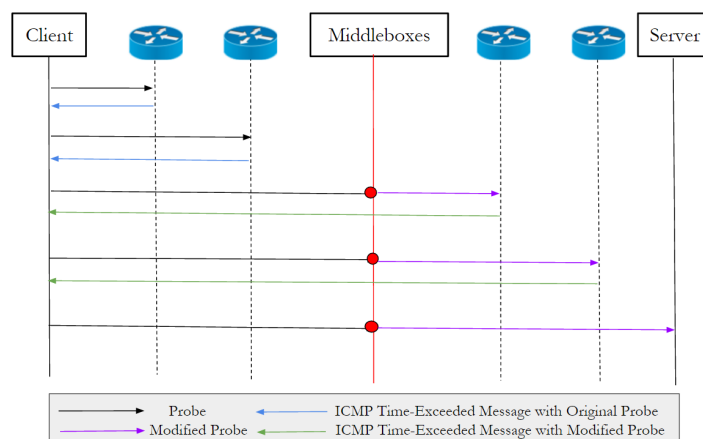 Client
Middleboxes
Server
Probe
ICMP Time-Exceeded Message with Original Probe
Modified Probe
ICMP Time-Exceeded Message with Modified Probe